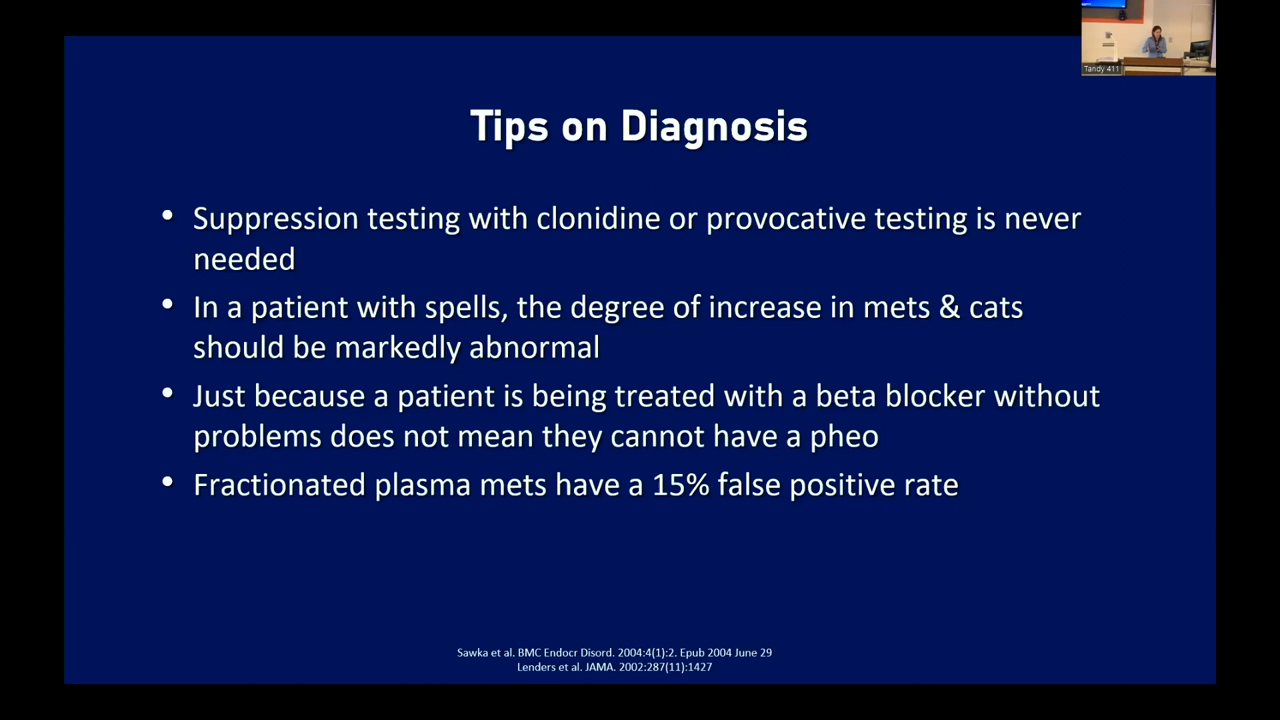 Tandy 411
Tips on Diagnosis
• Suppression testing with clonidine or provocative testing is never
needed
• In a patient with spells, the degree of increase in mets & cats
should be markedly abnormal
• Just because a patient is being treated with a beta blocker without
problems does not mean they cannot have a pheo
• Fractionated plasma mets have a 15% false positive rate
Sawka et al. BMC Endocr Disord. 2004:4(1):2. Epub 2004 June 29
Lenders et al. JAMA. 2002:287(11):1427